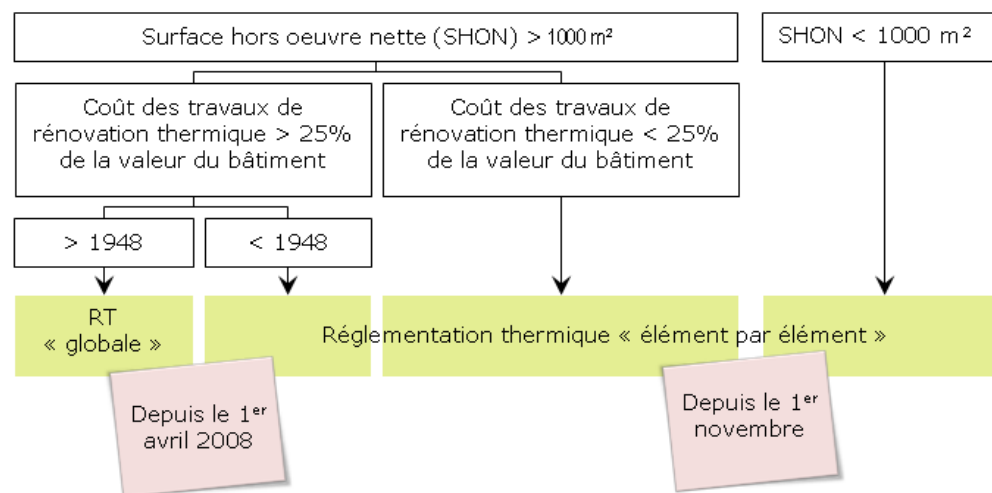 Surface hors oeuvre nette (SHON) > 1000 m²
SHON < 1000 m²
Coût des travaux de
rénovation thermique > 25%
de la valeur du bâtiment
Coût des travaux de
rénovation thermique < 25%
de la valeur du bâtiment
> 1948
< 1948
RT
« globale »
Réglementation thermique « élément par élément »
Depuis le 1er
avril 2008
Depuis le 1er
novembre